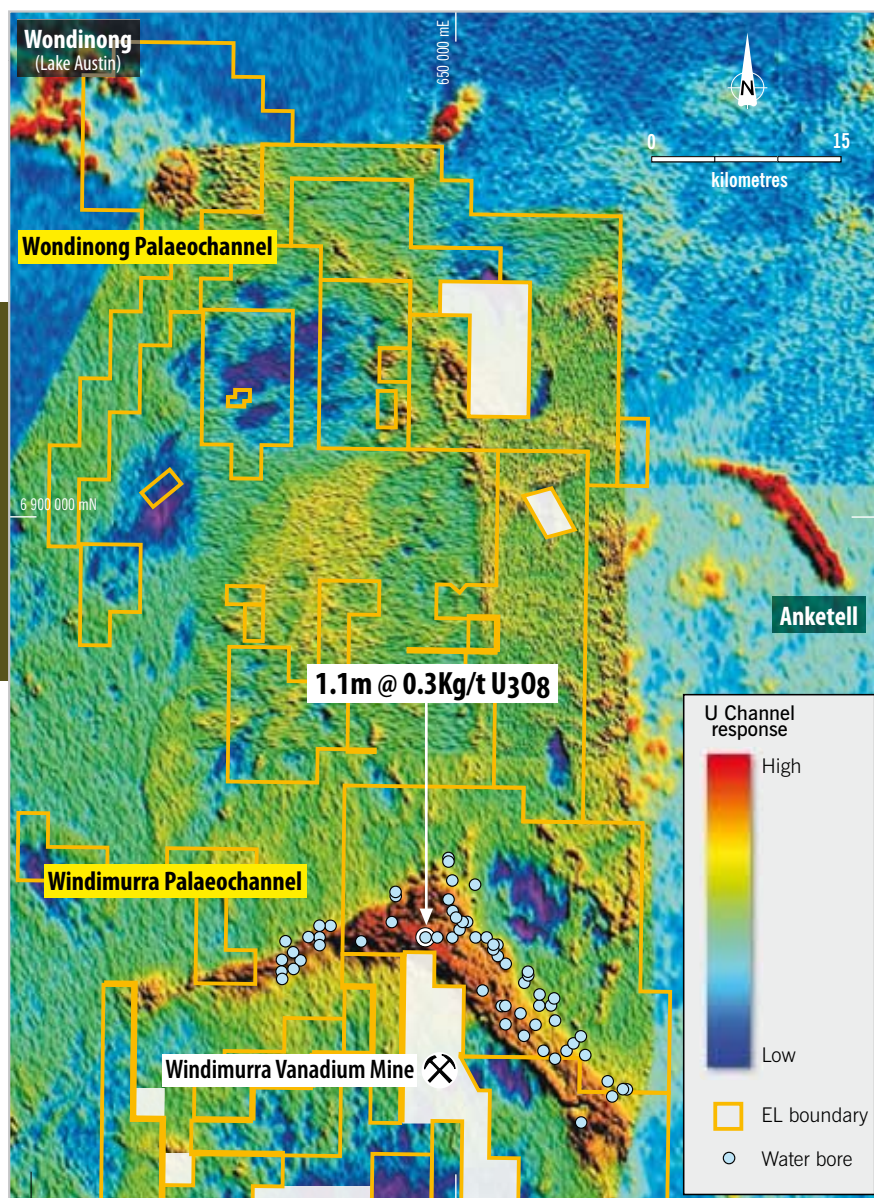 Wondinong
(Lake Austin)
650 000 mE
N
0 15
kilometres
Wondinong Palaeochannel
6 900 000 mN
Anketell
1.1m @ 0.3Kg/t U3O8
U Channel
response
High
Low
EL boundary
Water bore
Windimurra Palaeochannel
Windimurra Vanadium Mine